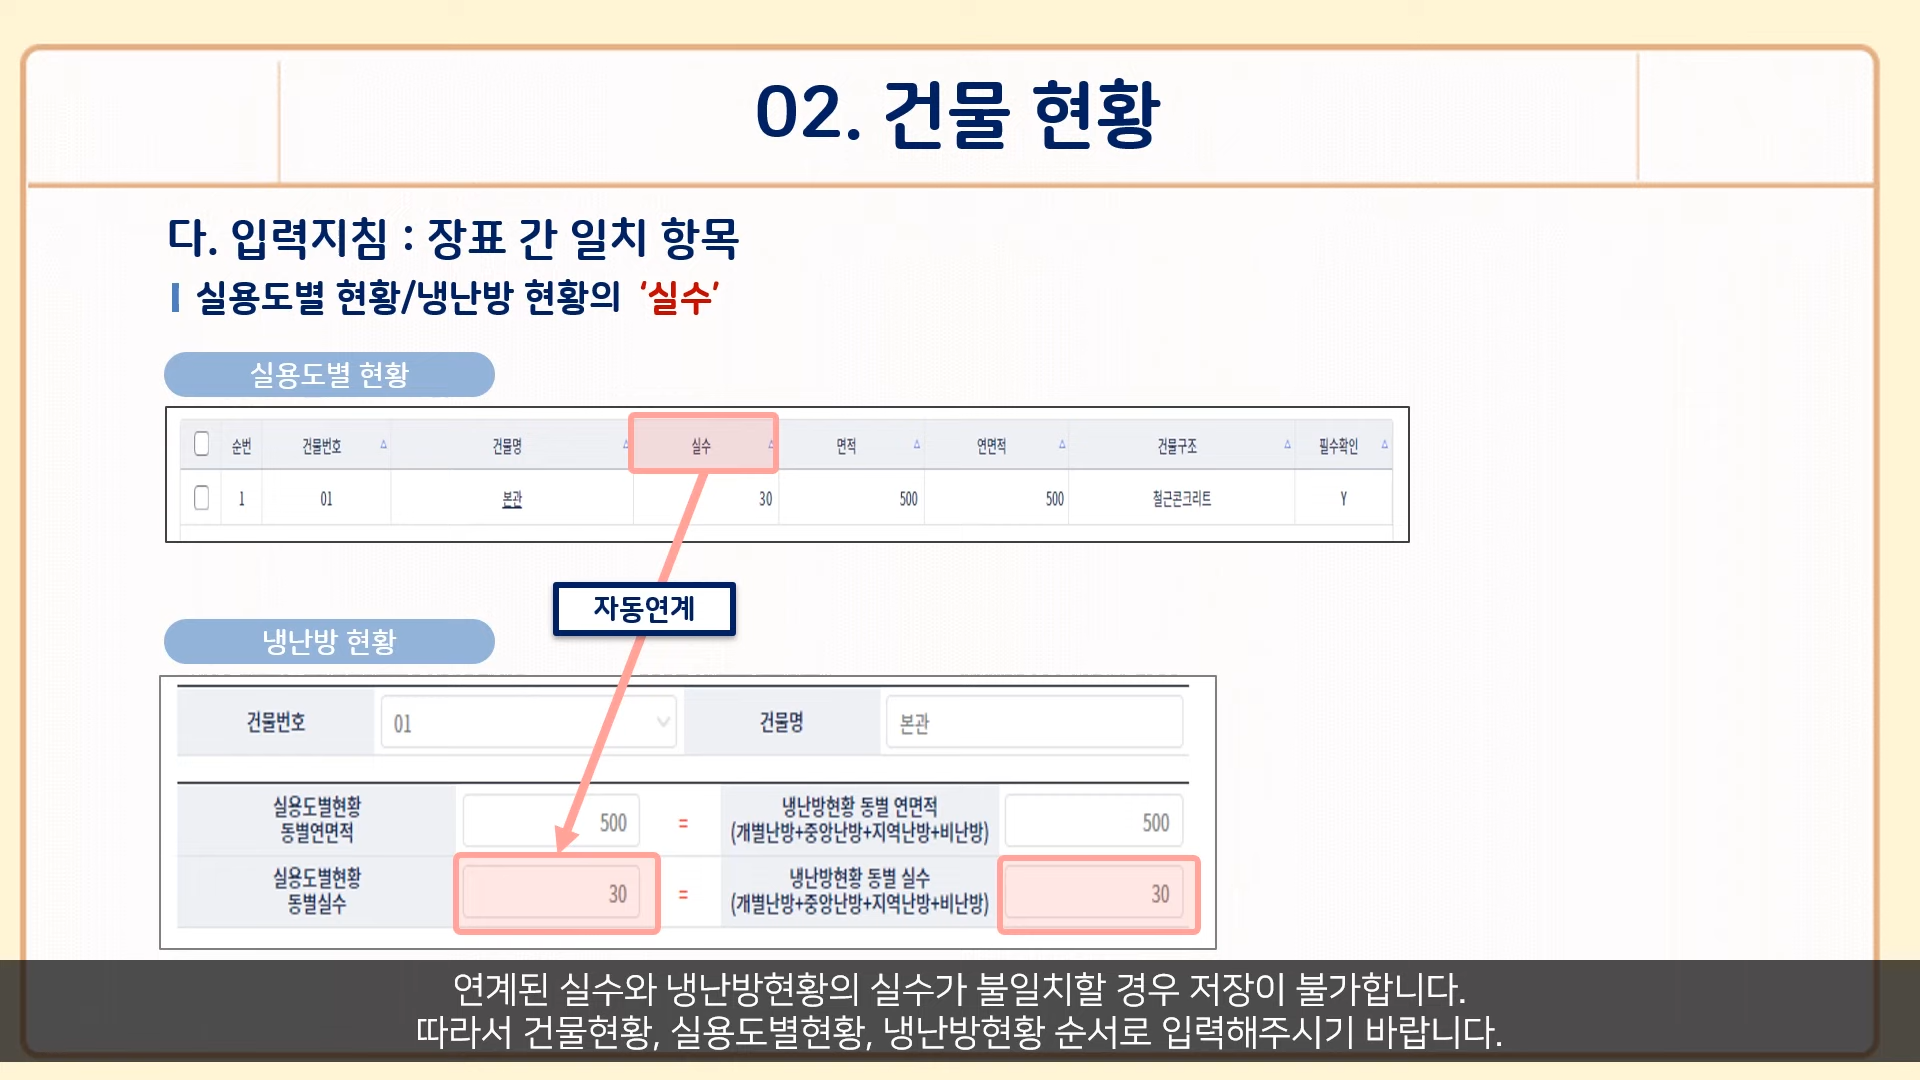 02. 건물 현황
다. 입력지침 : 장표 간 일치 항목
실용도별 현황/냉난방 현황의 ‘실수’
실용도별 현황
순번 건물번호 건물명 실수 면적 연면적 건물구조 필수확인
1 01 본관 30 500 500 철근콘크리트 Y
자동연계
냉난방 현황
건물번호 01 건물명 본관
실용도별현황
동별연면적
500 =
냉난방현황 동별 연면적
(개별난방+중앙난방+지역난방+비난방)
500
실용도별현황
동별실수
30 =
냉난방현황 동별 실수
(개별난방+중앙난방+지역난방+비난방)
30
연계된 실수와 냉난방현황의 실수가 불일치할 경우 저장이 불가합니다.
따라서 건물현황, 실용도별현황, 냉난방현황 순서로 입력해주시기 바랍니다.